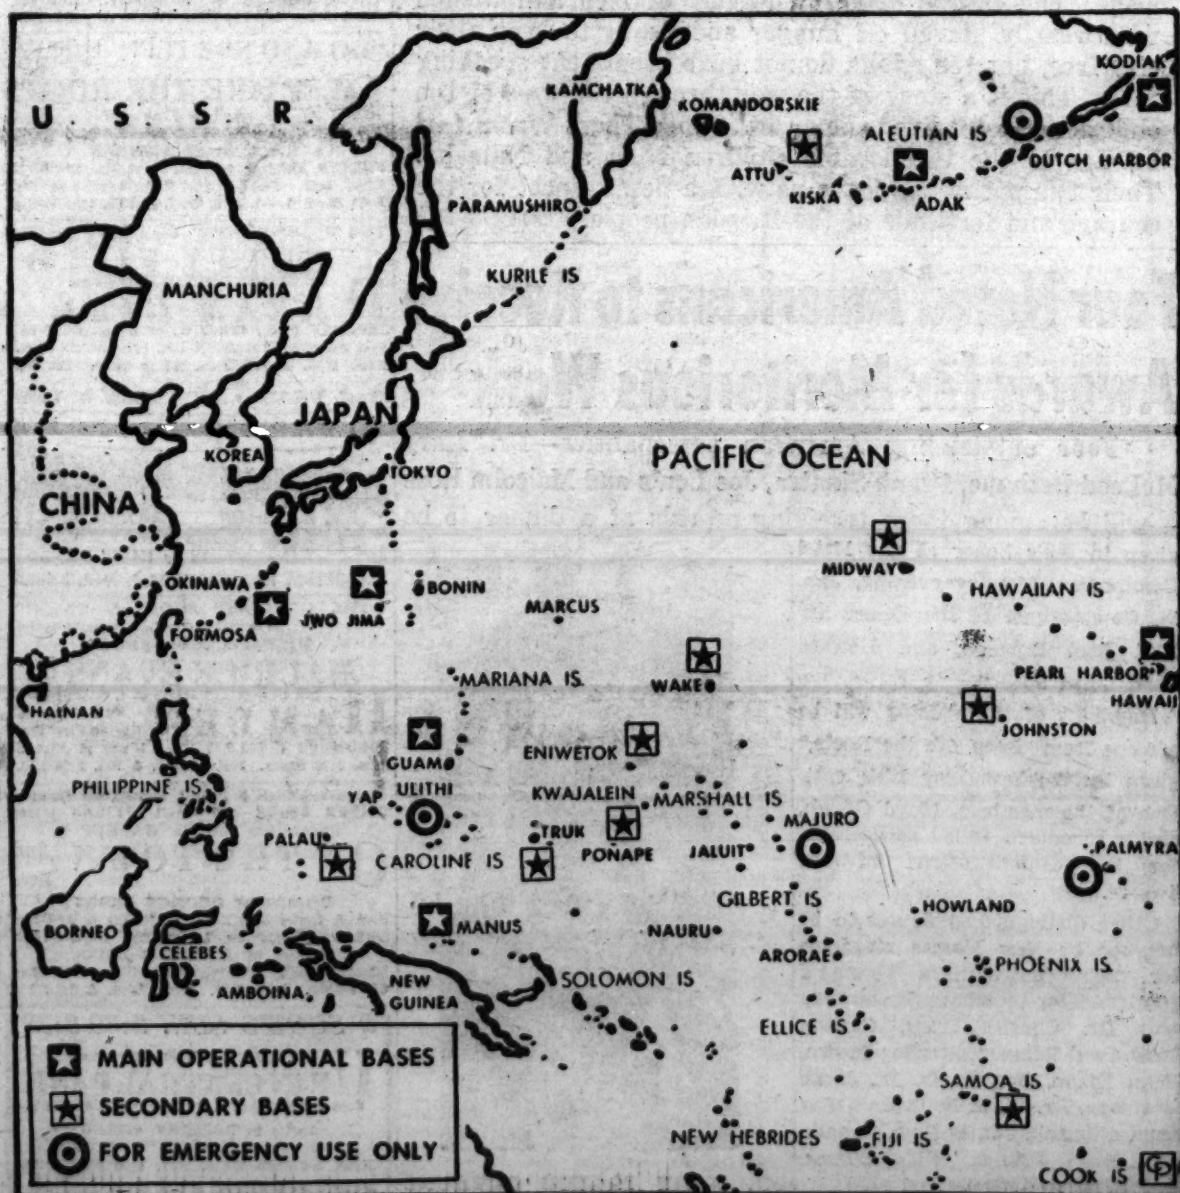 KODIAK
KAMCHATKA
KOMANDORSKIE
U. S. S. R.
ALEUTIAN IS
DUTCH HARBOR
ATTU
KISKA
ADAK
PARAMUSHIRO
KURILE IS
MANCHURIA
JAPAN
KOREA
PACIFIC OCEAN
TOKYO
CHINA
MIDWAY
OKINAWA
BONIN
HAWAIIAN IS
MARCUS
JWO JIMA
FORMOSA
PEARL HARBOR
MARIANA IS.
WAKE
HAWAII
HAINAN
JOHNSTON
ENIWETOK
GUAM
PHILIPPINE IS
ULITHI
YAP
KWAJALEIN
MARSHALL IS
MAJURO
TRUK
PALAU
PONAPE
JALUIT
PALMYRA
CAROLINE IS
GILBERT IS
HOWLAND
BORNEO
MANUS
NAURU
CELEBES
ARORAE
PHOENIX IS.
NEW
GUINEA
SOLOMON IS
AMBOINA
ELLICE IS
MAIN OPERATIONAL BASES
SAMOA IS
SECONDARY BASES
NEW HEBRIDES
FIJI IS
FOR EMERGENCY USE ONLY
COOK IS
CP